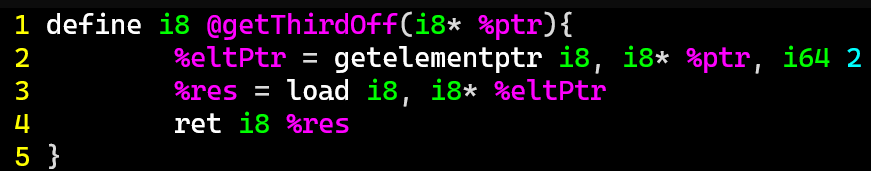 1 define i8 @getThirdOff(i8* %ptr){
2         %eltPtr = getelementptr i8, i8* %ptr, i64 2
3         %res = load i8, i8* %eltPtr
4         ret i8 %res
5 }